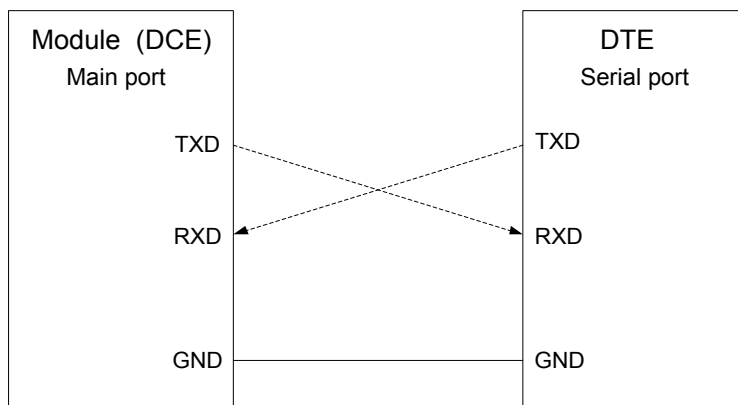 Module (DCE)
Main port
TXD
RXD
GND
DTE
Serial port
TXD
RXD
GND